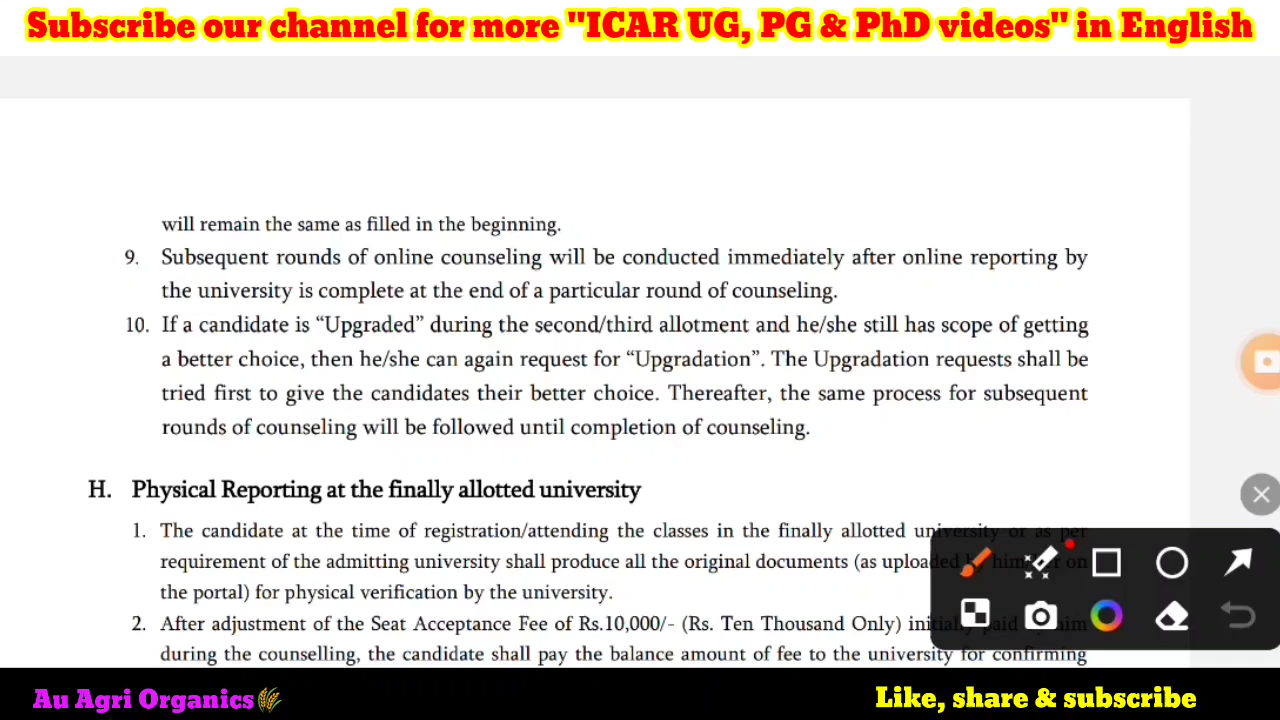 Subscribe our channel for more "ICAR UG, PG & PhD videos" in English
will remain the same as filled in the beginning.
9. Subsequent rounds of online counseling will be conducted immediately after online reporting by
the university is complete at the end of a particular round of counseling.
10. If a candidate is “Upgraded” during the second/third allotment and he/she still has scope of getting
a better choice, then he/she can again request for “Upgradation”. The Upgradation requests shall be
tried first to give the candidates their better choice. Thereafter, the same process for subsequent
rounds of counseling will be followed until completion of counseling.
H. Physical Reporting at the finally allotted university
1. The candidate at the time of registration/attending the classes in the finally allotted university or as per
requirement of the admitting university shall produce all the original documents (as uploaded on
the portal) for physical verification by the university.
2. After adjustment of the Seat Acceptance Fee of Rs.10,000/- (Rs. Ten Thousand Only) initially paid him
during the counselling, the candidate shall pay the balance amount of fee to the university for confirming
Au Agri Organics
Like, share & subscribe